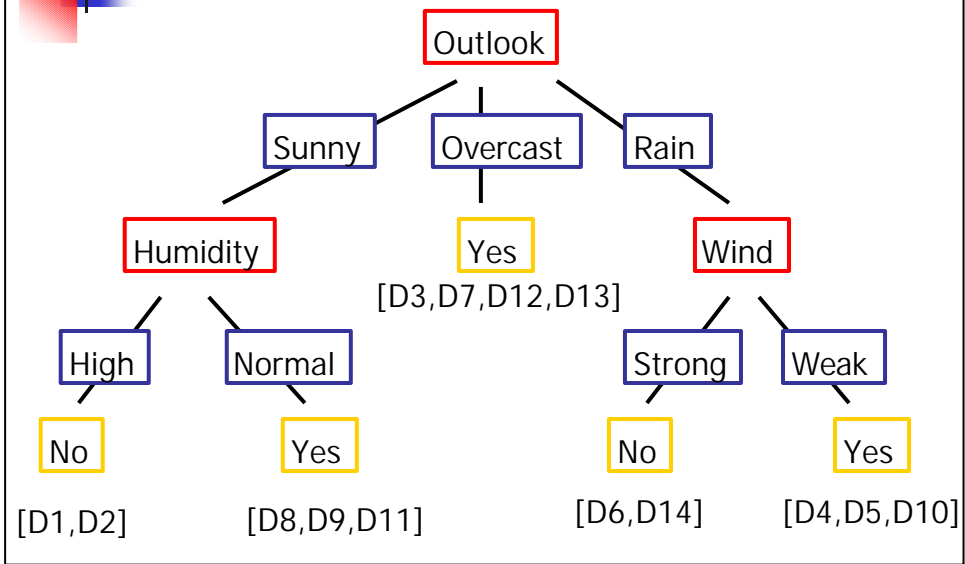 Outlook
Sunny Overcast Rain
Humidity Yes Wind
[D3,D7,D12,D13]
High Normal Strong Weak
No Yes No Yes
[D1,D2] [D8,D9,D11] [D6,D14] [D4,D5,D10]